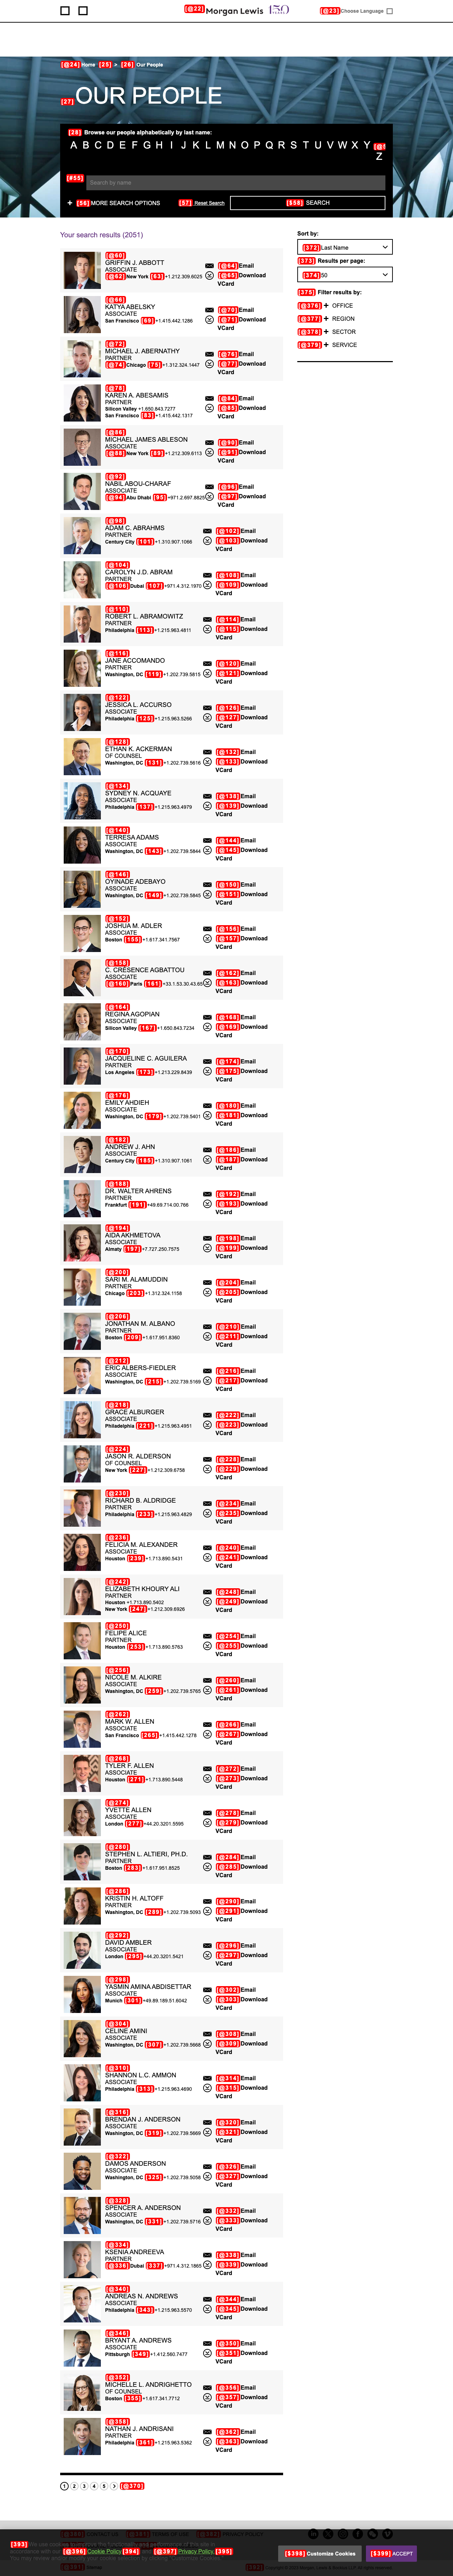 [@22] Morgan Lewis 150
[@23] Choose Language
[@24] Home [25] > [26] Our People
[27] OUR PEOPLE
[28] Browse our people alphabetically by last name:
A B C D E F G H I J K L M N O P Q R S T U V W X Y
Z
[#55] Search by name
+ [56] MORE SEARCH OPTIONS [57] Reset Search [$58] SEARCH
Your search results (2051)
Sort by:
[372] Last Name
[373] Results per page:
[374] 50
[375] Filter results by:
[@376] + OFFICE
[@377] + REGION
[@378] + SECTOR
[@379] + SERVICE
[@60]
GRIFFIN J. ABBOTT
ASSOCIATE
[@62] New York [63] +1.212.309.6025
[@64] Email
[@65] Download VCard
[@66]
KATYA ABELSKY
ASSOCIATE
San Francisco [69] +1.415.442.1286
[@70] Email
[@71] Download VCard
[@72]
MICHAEL J. ABERNATHY
PARTNER
[@74] Chicago [75] +1.312.324.1447
[@76] Email
[@77] Download VCard
[@78]
KAREN A. ABESAMIS
PARTNER
Silicon Valley +1.650.843.7277
San Francisco [83] +1.415.442.1317
[@84] Email
[@85] Download VCard
[@86]
MICHAEL JAMES ABLESON
ASSOCIATE
[@88] New York [89] +1.212.309.6113
[@90] Email
[@91] Download VCard
[@92]
NABIL ABOU-CHARAF
ASSOCIATE
[@94] Abu Dhabi [95] +971.2.697.8825
[@96] Email
[@97] Download VCard
[@98]
ADAM C. ABRAHMS
PARTNER
Century City [101] +1.310.907.1066
[@102] Email
[@103] Download VCard
[@104]
CAROLYN J.D. ABRAM
PARTNER
[@106] Dubai [107] +971.4.312.1970
[@108] Email
[@109] Download VCard
[@110]
ROBERT L. ABRAMOWITZ
PARTNER
Philadelphia [113] +1.215.963.4811
[@114] Email
[@115] Download VCard
[@116]
JANE ACCOMANDO
PARTNER
Washington, DC [119] +1.202.739.5815
[@120] Email
[@121] Download VCard
[@122]
JESSICA L. ACCURSO
ASSOCIATE
Philadelphia [125] +1.215.963.5266
[@126] Email
[@127] Download VCard
[@128]
ETHAN K. ACKERMAN
OF COUNSEL
Washington, DC [131] +1.202.739.5616
[@132] Email
[@133] Download VCard
[@134]
SYDNEY N. ACQUAYE
ASSOCIATE
Philadelphia [137] +1.215.963.4979
[@138] Email
[@139] Download VCard
[@140]
TERRESA ADAMS
ASSOCIATE
Washington, DC [143] +1.202.739.5844
[@144] Email
[@145] Download VCard
[@146]
OYINADE ADEBAYO
ASSOCIATE
Washington, DC [149] +1.202.739.5845
[@150] Email
[@151] Download VCard
[@152]
JOSHUA M. ADLER
ASSOCIATE
Boston [155] +1.617.341.7567
[@156] Email
[@157] Download VCard
[@158]
C. CRESENCE AGBATTOU
ASSOCIATE
[@160] Paris [161] +33.1.53.30.43.65
[@162] Email
[@163] Download VCard
[@164]
REGINA AGOPIAN
ASSOCIATE
Silicon Valley [167] +1.650.843.7234
[@168] Email
[@169] Download VCard
[@170]
JACQUELINE C. AGUILERA
PARTNER
Los Angeles [173] +1.213.229.8439
[@174] Email
[@175] Download VCard
[@176]
EMILY AHDIEH
ASSOCIATE
Washington, DC [179] +1.202.739.5401
[@180] Email
[@181] Download VCard
[@182]
ANDREW J. AHN
ASSOCIATE
Century City [185] +1.310.907.1061
[@186] Email
[@187] Download VCard
[@188]
DR. WALTER AHRENS
PARTNER
Frankfurt [191] +49.69.714.00.766
[@192] Email
[@193] Download VCard
[@194]
AIDA AKHMETOVA
ASSOCIATE
Almaty [197] +7.727.250.7575
[@198] Email
[@199] Download VCard
[@200]
SARI M. ALAMUDDIN
PARTNER
Chicago [203] +1.312.324.1158
[@204] Email
[@205] Download VCard
[@206]
JONATHAN M. ALBANO
PARTNER
Boston [209] +1.617.951.8360
[@210] Email
[@211] Download VCard
[@212]
ERIC ALBERS-FIEDLER
ASSOCIATE
Washington, DC [215] +1.202.739.5169
[@216] Email
[@217] Download VCard
[@218]
GRACE ALBURGER
ASSOCIATE
Philadelphia [221] +1.215.963.4951
[@222] Email
[@223] Download VCard
[@224]
JASON R. ALDERSON
OF COUNSEL
New York [227] +1.212.309.6758
[@228] Email
[@229] Download VCard
[@230]
RICHARD B. ALDRIDGE
PARTNER
Philadelphia [233] +1.215.963.4829
[@234] Email
[@235] Download VCard
[@236]
FELICIA M. ALEXANDER
ASSOCIATE
Houston [239] +1.713.890.5431
[@240] Email
[@241] Download VCard
[@242]
ELIZABETH KHOURY ALI
PARTNER
Houston +1.713.890.5402
New York [247] +1.212.309.6926
[@248] Email
[@249] Download VCard
[@250]
FELIPE ALICE
PARTNER
Houston [253] +1.713.890.5763
[@254] Email
[@255] Download VCard
[@256]
NICOLE M. ALKIRE
ASSOCIATE
Washington, DC [259] +1.202.739.5765
[@260] Email
[@261] Download VCard
[@262]
MARK W. ALLEN
ASSOCIATE
San Francisco [265] +1.415.442.1278
[@266] Email
[@267] Download VCard
[@268]
TYLER F. ALLEN
ASSOCIATE
Houston [271] +1.713.890.5448
[@272] Email
[@273] Download VCard
[@274]
YVETTE ALLEN
ASSOCIATE
London [277] +44.20.3201.5595
[@278] Email
[@279] Download VCard
[@280]
STEPHEN L. ALTIERI, PH.D.
PARTNER
Boston [283] +1.617.951.8525
[@284] Email
[@285] Download VCard
[@286]
KRISTIN H. ALTOFF
PARTNER
Washington, DC [289] +1.202.739.5093
[@290] Email
[@291] Download VCard
[@292]
DAVID AMBLER
ASSOCIATE
London [295] +44.20.3201.5421
[@296] Email
[@297] Download VCard
[@298]
YASMIN AMINA ABDISETTAR
ASSOCIATE
Munich [301] +49.89.189.51.6042
[@302] Email
[@303] Download VCard
[@304]
CELINE AMINI
ASSOCIATE
Washington, DC [307] +1.202.739.5668
[@308] Email
[@309] Download VCard
[@310]
SHANNON L.C. AMMON
ASSOCIATE
Philadelphia [313] +1.215.963.4690
[@314] Email
[@315] Download VCard
[@316]
BRENDAN J. ANDERSON
ASSOCIATE
Washington, DC [319] +1.202.739.5669
[@320] Email
[@321] Download VCard
[@322]
DAMOS ANDERSON
ASSOCIATE
Washington, DC [325] +1.202.739.5058
[@326] Email
[@327] Download VCard
[@328]
SPENCER A. ANDERSON
ASSOCIATE
Washington, DC [331] +1.202.739.5716
[@332] Email
[@333] Download VCard
[@334]
KSENIA ANDREEVA
PARTNER
[@336] Dubai [337] +971.4.312.1865
[@338] Email
[@339] Download VCard
[@340]
ANDREAS N. ANDREWS
ASSOCIATE
Philadelphia [343] +1.215.963.5570
[@344] Email
[@345] Download VCard
[@346]
BRYANT A. ANDREWS
ASSOCIATE
Pittsburgh [349] +1.412.560.7477
[@350] Email
[@351] Download VCard
[@352]
MICHELLE L. ANDRIGHETTO
OF COUNSEL
Boston [355] +1.617.341.7712
[@356] Email
[@357] Download VCard
[@358]
NATHAN J. ANDRISANI
PARTNER
Philadelphia [361] +1.215.963.5362
[@362] Email
[@363] Download VCard
1 2 3 4 5 > [@370]
[393]
[@396] Cookie Policy [394] [@397] Privacy Policy. [395]
[$398] Customize Cookies [$399] ACCEPT